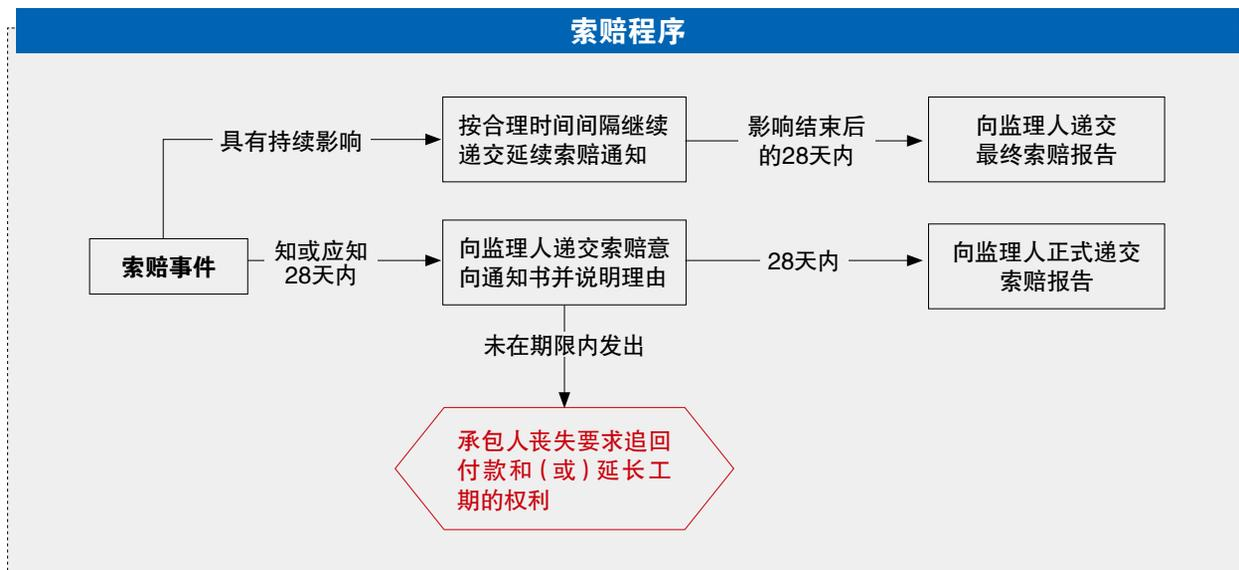 索赔程序
具有持续影响
按合理时间间隔继续
递交延续索赔通知
影响结束后
的28天内
向监理人递交
最终索赔报告
索赔事件
知或应知
28天内
向监理人递交索赔意
向通知书并说明理由
28天内
向监理人正式递交
索赔报告
未在期限内发出
承包人丧失要求追回
付款和(或)延长工
期的权利